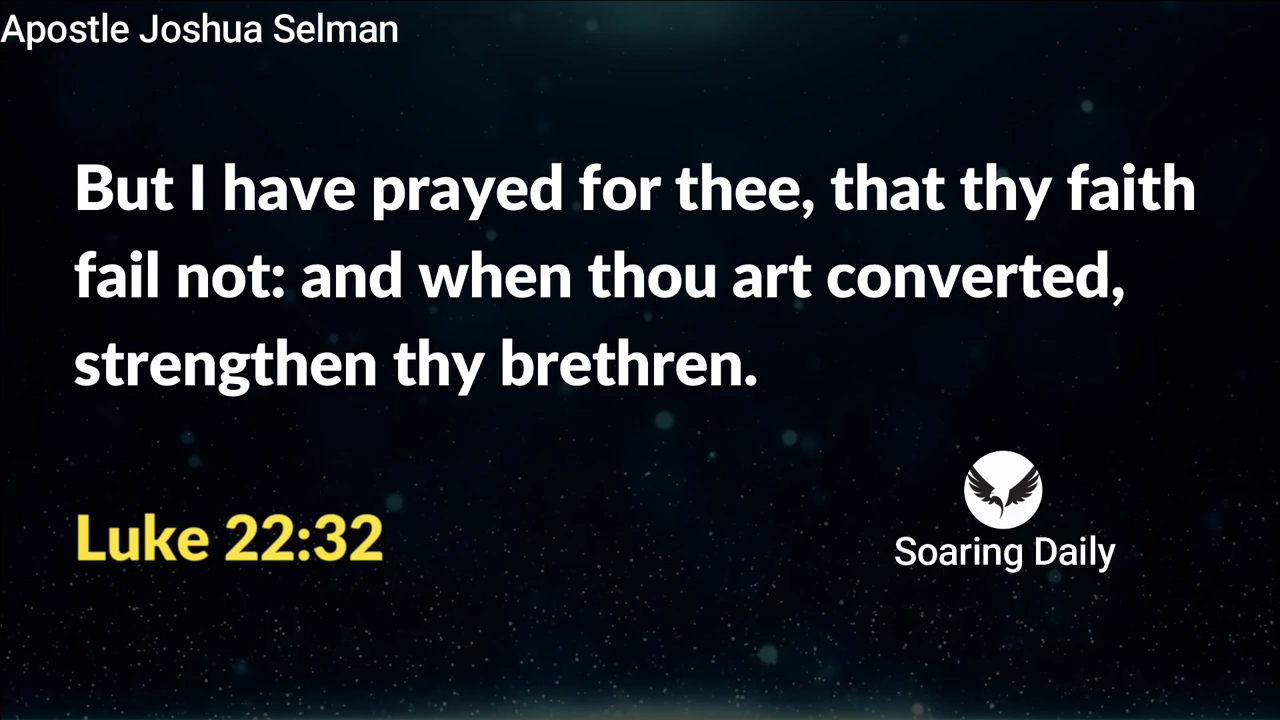 Apostle Joshua Selman
But I have prayed for thee, that thy faith
fail not: and when thou art converted,
strengthen thy brethren.
Luke 22:32
Soaring Daily